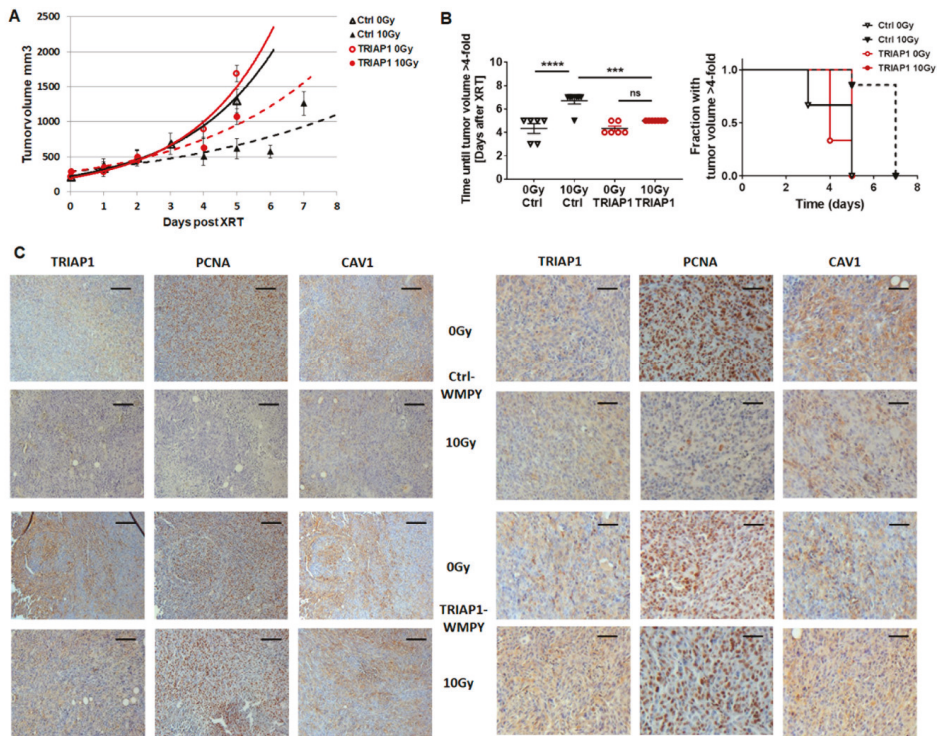 A
Tumory volume mm3
2500
2000
1500
1000
500
0
0 1 2 3 4 5 6 7 8
Days post XRT
Ctrl 0Gy
Ctrl 10Gy
TRIAP1 0Gy
TRIAP1 10Gy
B
Time until tumor volume >4-fold
[Days after XRT]
10
8
6
4
2
0
****
***
ns
0Gy 10Gy 0Gy 10Gy
Ctrl Ctrl TRIAP1 TRIAP1
Ctrl 0Gy
Ctrl 10Gy
TRIAP1 0Gy
TRIAP1 10Gy
Fraction with
tumor volume >4-fold
1.0
0.5
0.0
0 2 4 6 8
Time (days)
C
TRIAP1 PCNA CAV1 TRIAP1 PCNA CAV1
0Gy
Ctrl-
WMPY
10Gy
0Gy
TRIAP1-
WMPY
10Gy